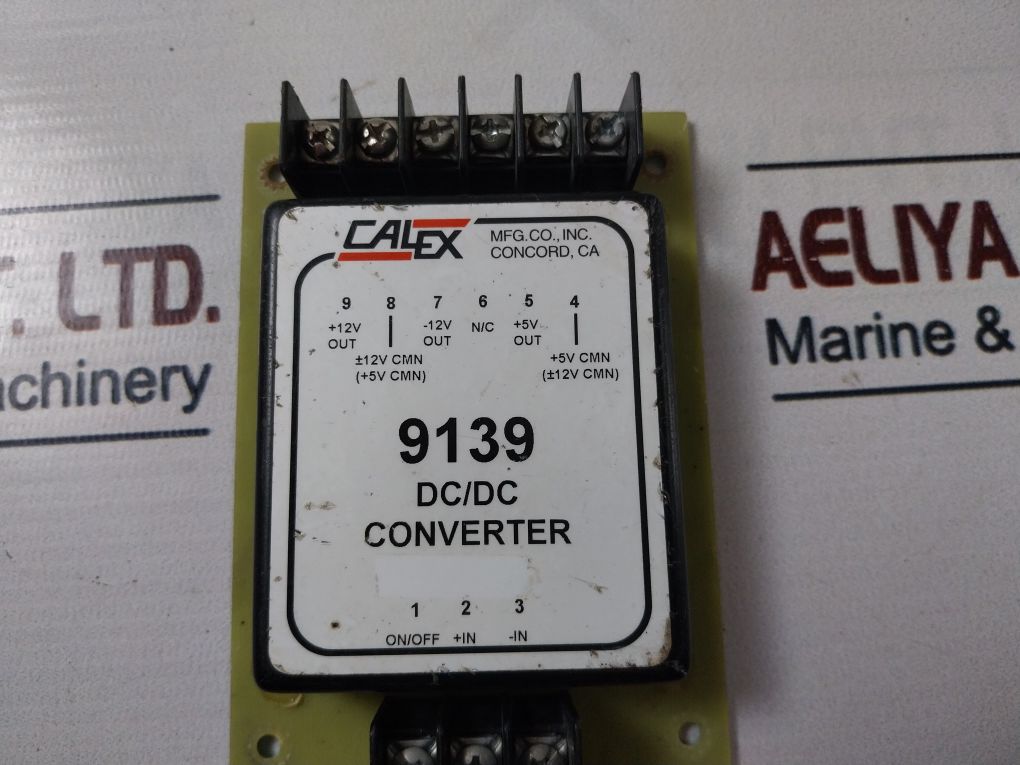 CALEX
MFG.CO.,INC.
CONCORD, CA
9 8 7 6 5 4
+12V OUT
-12V OUT
N/C
+5V OUT
±12V CMN
(+5V CMN)
+5V CMN
(±12V CMN)
9139
DC/DC
CONVERTER
1 2 3
ON/OFF +IN -IN
. LTD.
achinery
AELIYA
Marine &